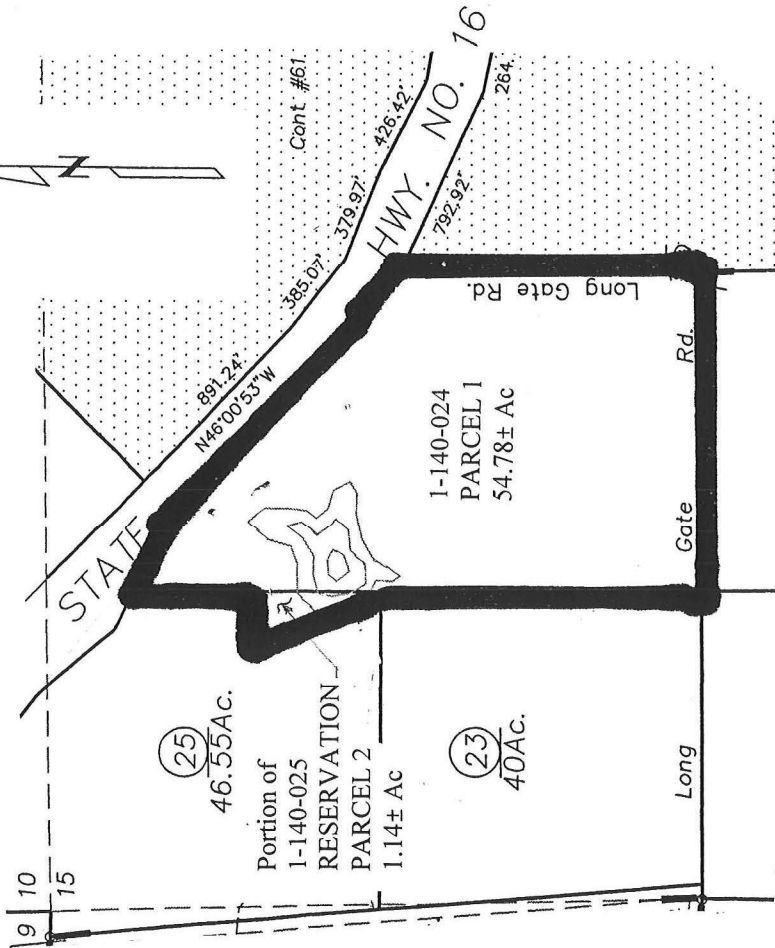 9
10
15
STATE
HWY. NO. 16
Cont #61
891.24'
N46°00'53"W
385.07'
379.97'
426.42'
792.92'
264.
25
46.55Ac.
Portion of
1-140-025
RESERVATION
PARCEL 2
1.14± Ac
1-140-024
PARCEL 1
54.78± Ac
Long Gate Rd.
23
40Ac.
Long Gate Rd.